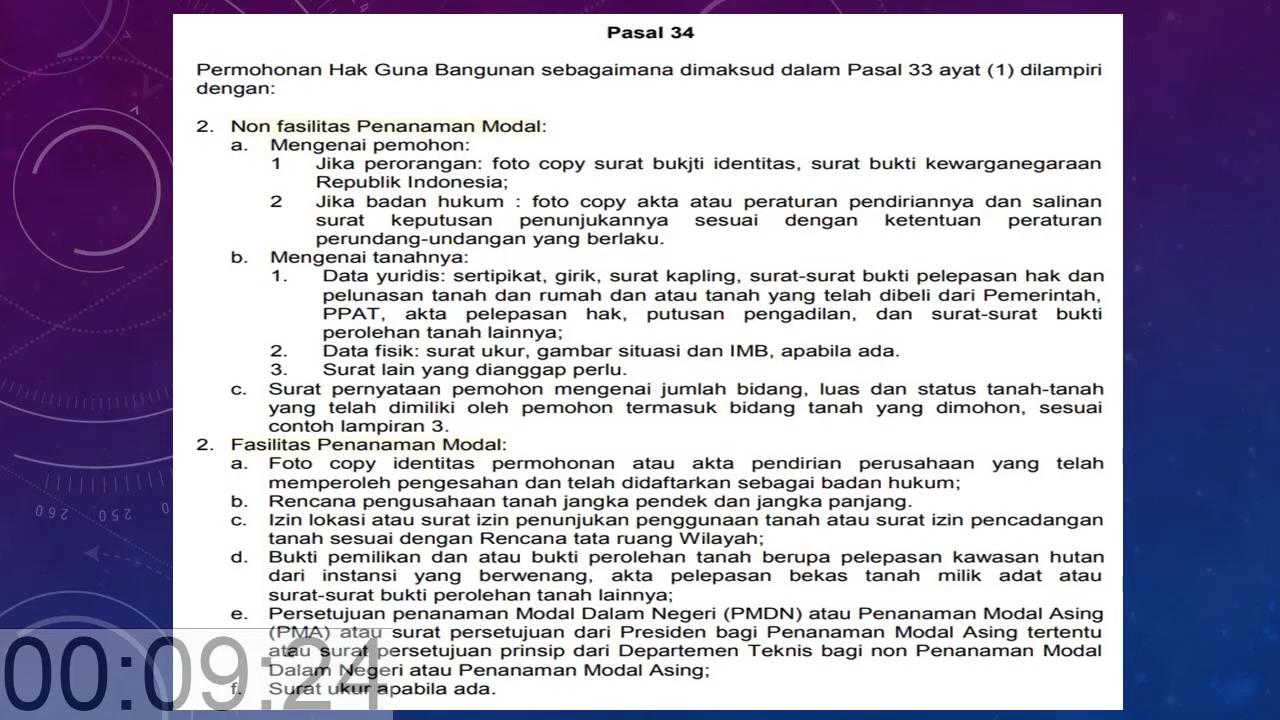 Pasal 34
Permohonan Hak Guna Bangunan sebagaimana dimaksud dalam Pasal 33 ayat (1) dilampiri
dengan:
2. Non fasilitas Penanaman Modal:
a. Mengenai pemohon:
1 Jika perorangan: foto copy surat bukjti identitas, surat bukti kewarganegaraan
Republik Indonesia;
2 Jika badan hukum : foto copy akta atau peraturan pendiriannya dan salinan
surat keputusan penunjukannya sesuai dengan ketentuan peraturan
perundang-undangan yang berlaku.
b. Mengenai tanahnya:
1. Data yuridis: sertipikat, girik, surat kapling, surat-surat bukti pelepasan hak dan
pelunasan tanah dan rumah dan atau tanah yang telah dibeli dari Pemerintah,
PPAT, akta pelepasan hak, putusan pengadilan, dan surat-surat bukti
perolehan tanah lainnya;
2. Data fisik: surat ukur, gambar situasi dan IMB, apabila ada.
3. Surat lain yang dianggap perlu.
c. Surat pernyataan pemohon mengenai jumlah bidang, luas dan status tanah-tanah
yang telah dimiliki oleh pemohon termasuk bidang tanah yang dimohon, sesuai
contoh lampiran 3.
2. Fasilitas Penanaman Modal:
a. Foto copy identitas permohonan atau akta pendirian perusahaan yang telah
memperoleh pengesahan dan telah didaftarkan sebagai badan hukum;
b. Rencana pengusahaan tanah jangka pendek dan jangka panjang.
c. Izin lokasi atau surat izin penunjukan penggunaan tanah atau surat izin pencadangan
tanah sesuai dengan Rencana tata ruang Wilayah;
d. Bukti pemilikan dan atau bukti perolehan tanah berupa pelepasan kawasan hutan
dari instansi yang berwenang, akta pelepasan bekas tanah milik adat atau
surat-surat bukti perolehan tanah lainnya;
e. Persetujuan penanaman Modal Dalam Negeri (PMDN) atau Penanaman Modal Asing
(PMA) atau surat persetujuan dari Presiden bagi Penanaman Modal Asing tertentu
atau surat persetujuan prinsip dari Departemen Teknis bagi non Penanaman Modal
Dalam Negeri atau Penanaman Modal Asing;
f. Surat ukur apabila ada.
00:09:24
260 250